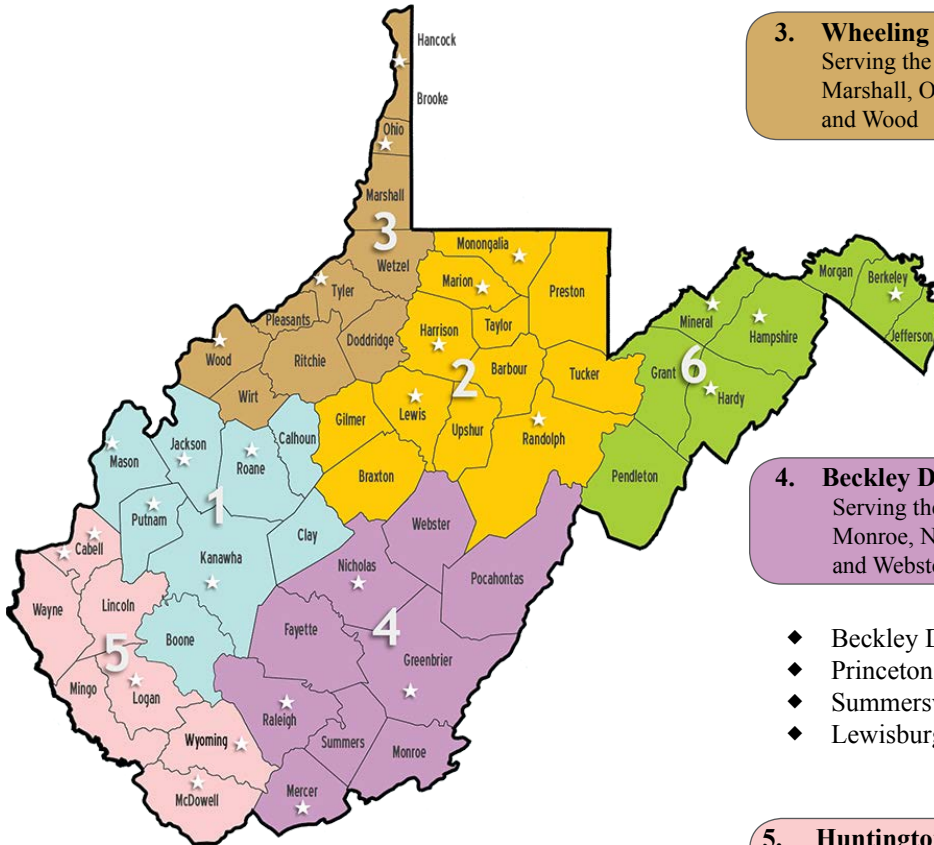 Hancock
Brooke
Ohio
Marshall
3
Wetzel
Tyler
Pleasants
Doddridge
Ritchie
Wood
Wirt
Monongalia
Marion
Preston
Harrison
Taylor
Barbour
Tucker
2
Gilmer
Lewis
Upshur
Randolph
Braxton
Morgan
Berkeley
Jefferson
Mineral
Hampshire
Grant
6
Hardy
Pendleton
Mason
Jackson
Roane
Calhoun
1
Putnam
Clay
Kanawha
Boone
Cabell
Wayne
Lincoln
5
Mingo
Logan
Wyoming
McDowell
Webster
Nicholas
Pocahontas
Fayette
4
Greenbrier
Raleigh
Summers
Monroe
Mercer
3. Wheeling
Serving the
Marshall, O
and Wood
4. Beckley D
Serving the
Monroe, N
and Webste
◆ Beckley D
◆ Princeton
◆ Summersv
◆ Lewisburg
5. Huntington